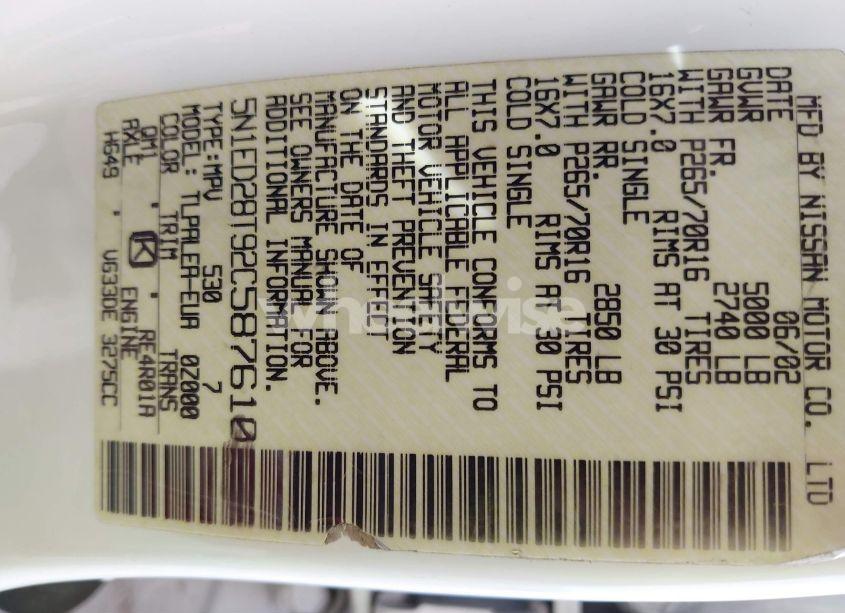 MFD BY NISSAN MOTOR CO. LTD
DATE 06/02
GVWR 5000 LB
GAWR FR. 2740 LB
WITH P265/70R16 TIRES
16X7.0 RIMS AT 30 PSI
COLD SINGLE
GAWR RR. 2850 LB
WITH P265/70R16 TIRES
16X7.0 RIMS AT 30 PSI
COLD SINGLE
THIS VEHICLE CONFORMS TO
ALL APPLICABLE FEDERAL
MOTOR VEHICLE SAFETY
AND THEFT PREVENTION
STANDARDS IN EFFECT
ON THE DATE OF
MANUFACTURE SHOWN ABOVE.
SEE OWNERS MANUAL FOR
ADDITIONAL INFORMATION.
5N1ED28T92C587610
TYPE:MPV 530 7
MODEL: TLPALEA-EUA 0Z000
COLOR TRIM TRANS
QM1 K RE4R01A
AXLE ENGINE
HG49 VG33DE 3275CC
wheelwise